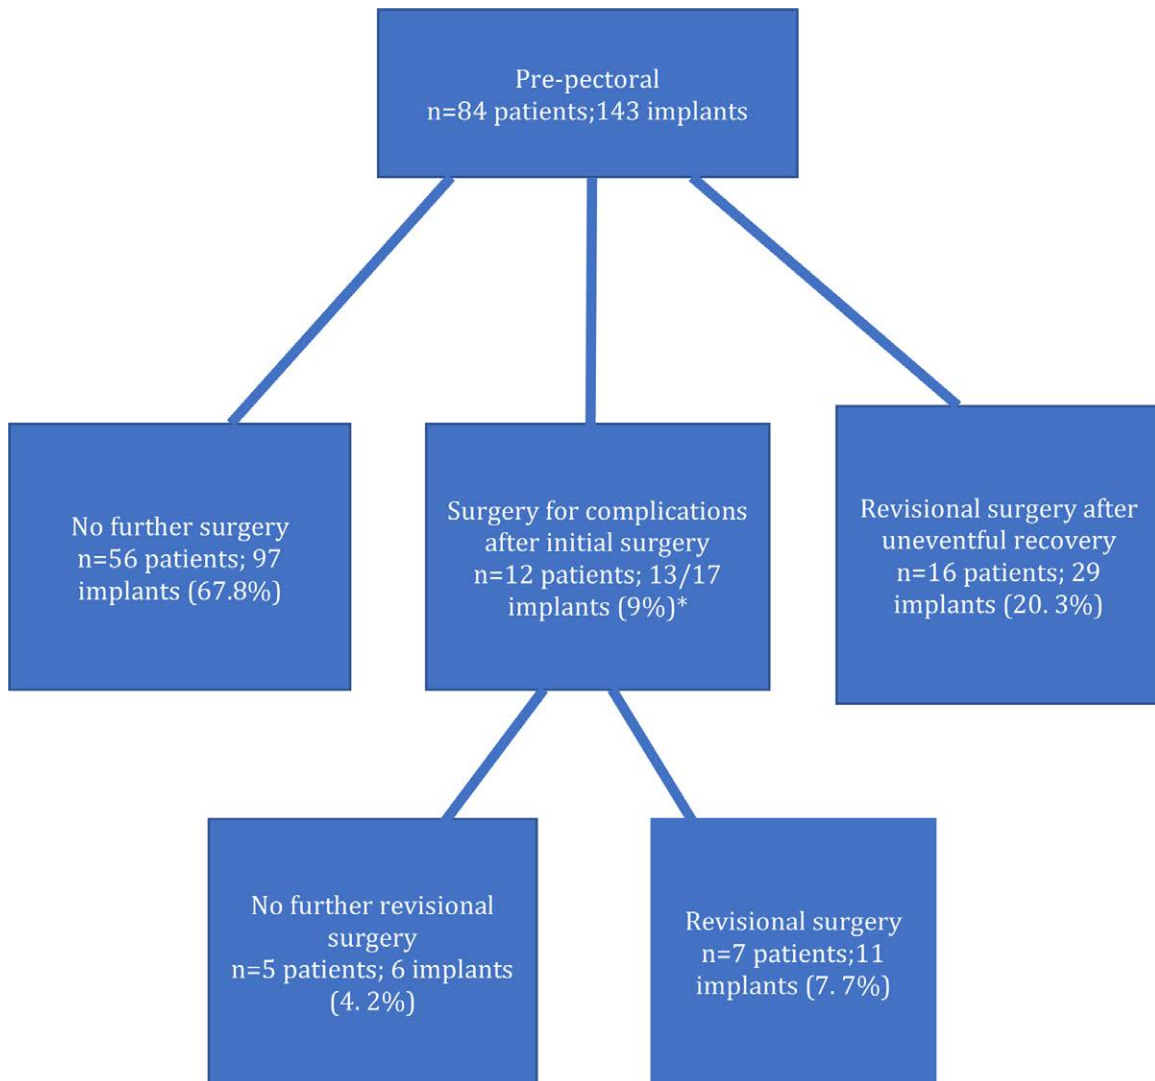 Pre-pectoral
n=84 patients;143 implants
No further surgery
n=56 patients; 97
implants (67.8%)
Surgery for complications
after initial surgery
n=12 patients; 13/17
implants (9%)*
Revisional surgery after
uneventful recovery
n=16 patients; 29
implants (20. 3%)
No further revisional
surgery
n=5 patients; 6 implants
(4. 2%)
Revisional surgery
n=7 patients;11
implants (7. 7%)